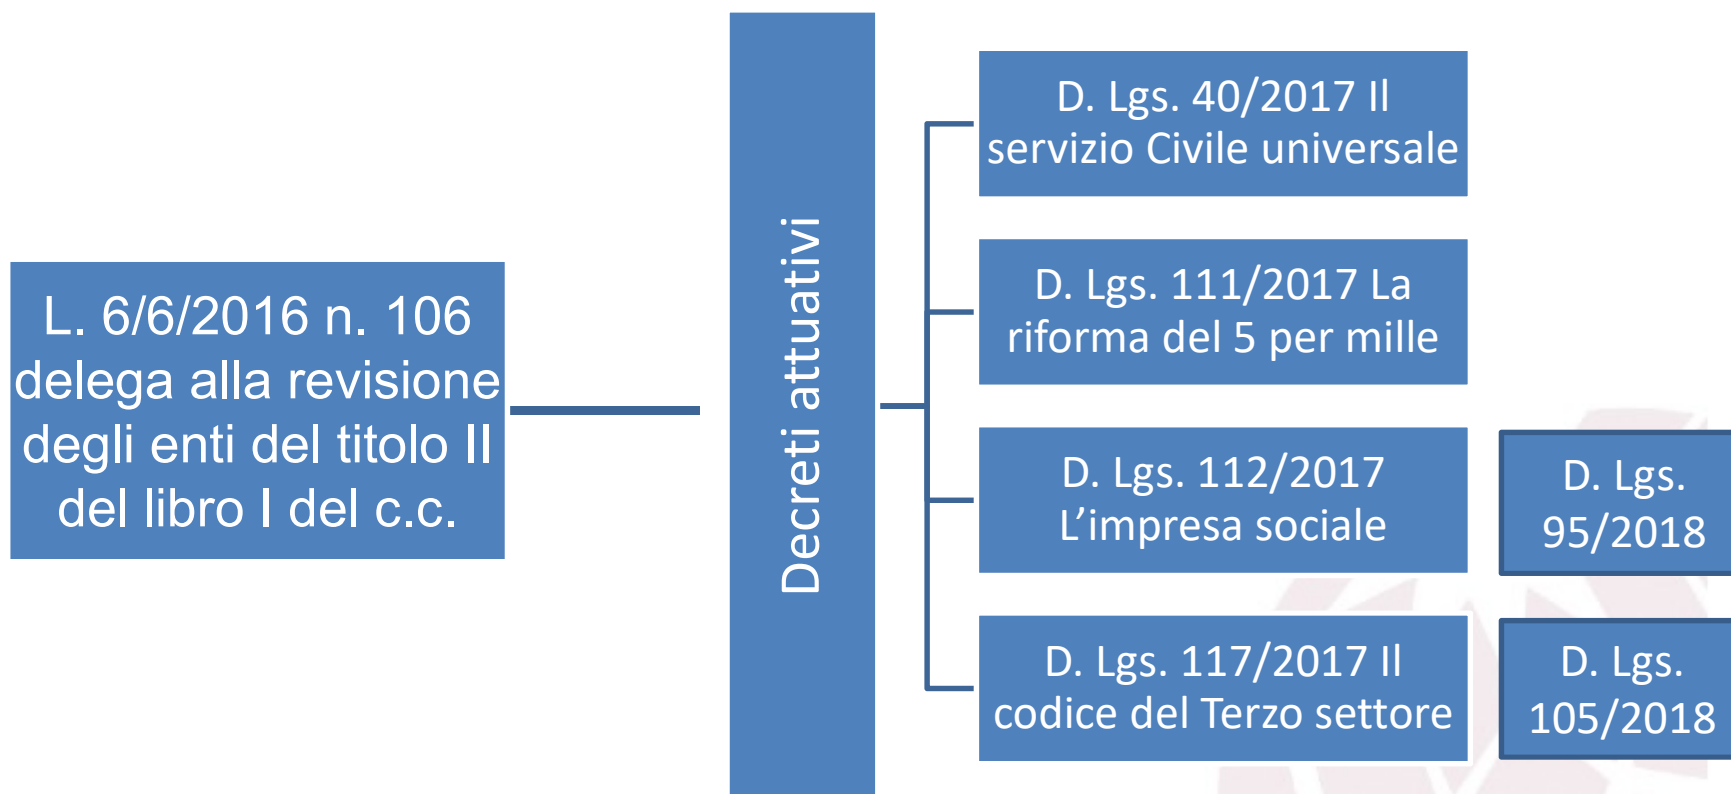 L. 6/6/2016 n. 106
delega alla revisione
degli enti del titolo II
del libro I del c.c.
Decreti attuativi
D. Lgs. 40/2017 Il
servizio Civile universale
D. Lgs. 111/2017 La
riforma del 5 per mille
D. Lgs. 112/2017
L’impresa sociale
D. Lgs.
95/2018
D. Lgs. 117/2017 Il
codice del Terzo settore
D. Lgs.
105/2018